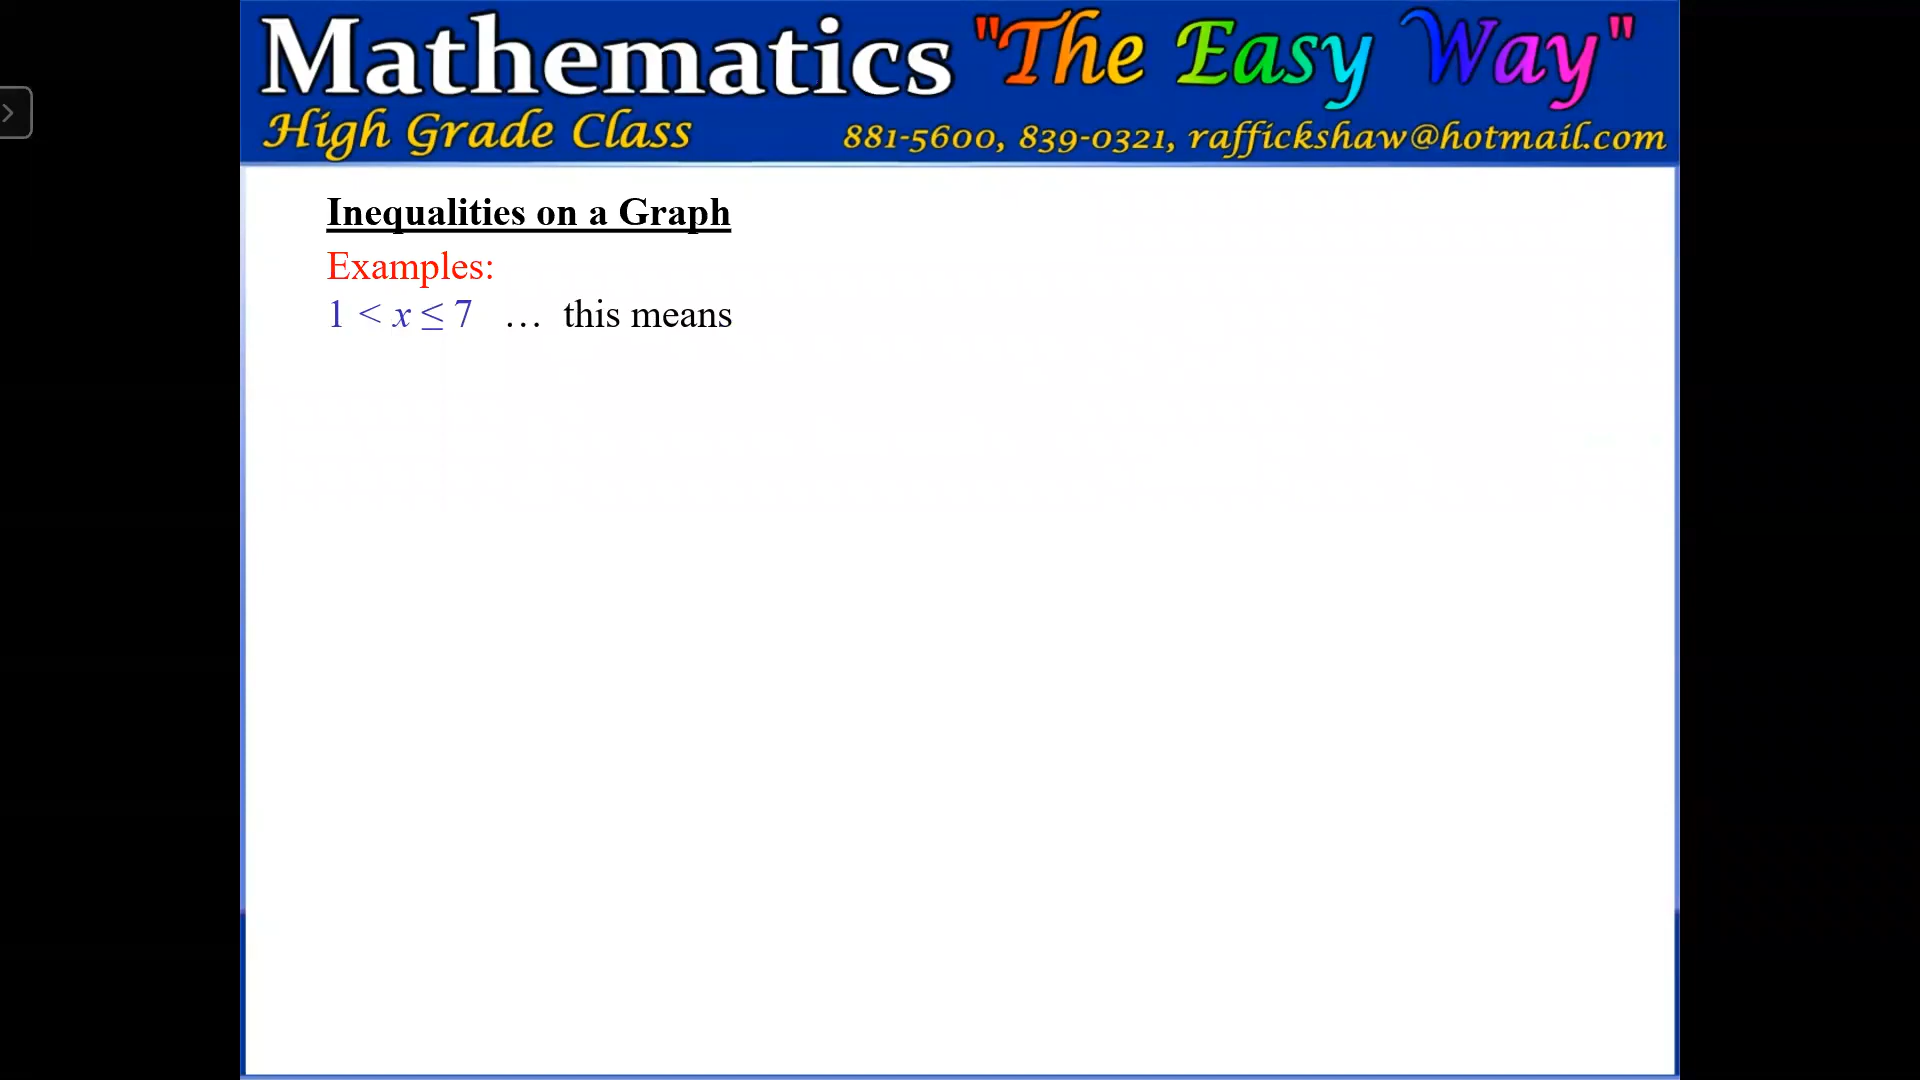 Mathematics "The Easy Way"
High Grade Class 881-5600, 839-0321, raffickshaw@hotmail.com
Inequalities on a Graph
Examples:
1 < x ≤ 7 … this means